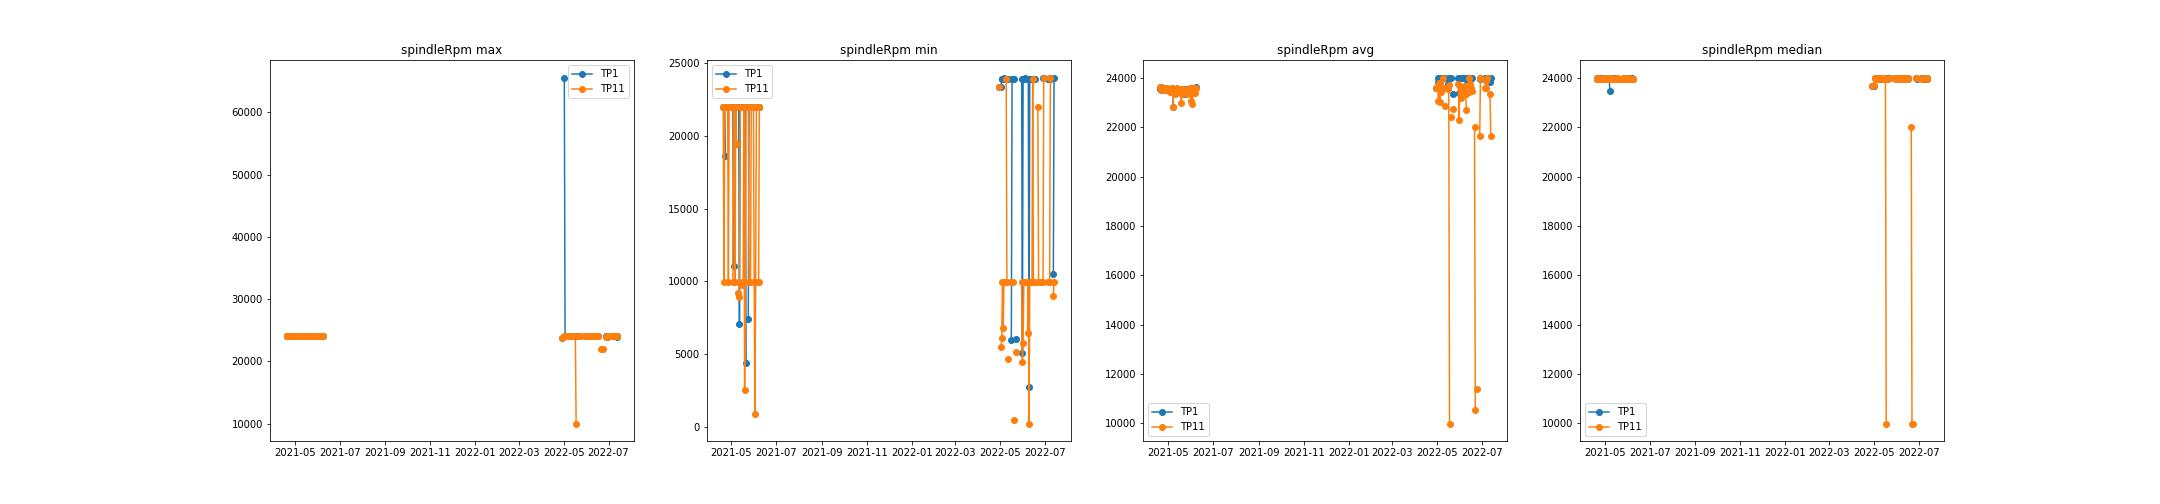 spindleRpm max
60000
50000
40000
30000
20000
10000
2021-05 2021-07 2021-09 2021-11 2022-01 2022-03 2022-05 2022-07
TP1
TP11
spindleRpm min
25000
20000
15000
10000
5000
0
2021-05 2021-07 2021-09 2021-11 2022-01 2022-03 2022-05 2022-07
TP1
TP11
spindleRpm avg
24000
22000
20000
18000
16000
14000
12000
10000
2021-05 2021-07 2021-09 2021-11 2022-01 2022-03 2022-05 2022-07
TP1
TP11
spindleRpm median
24000
22000
20000
18000
16000
14000
12000
10000
2021-05 2021-07 2021-09 2021-11 2022-01 2022-03 2022-05 2022-07
TP1
TP11